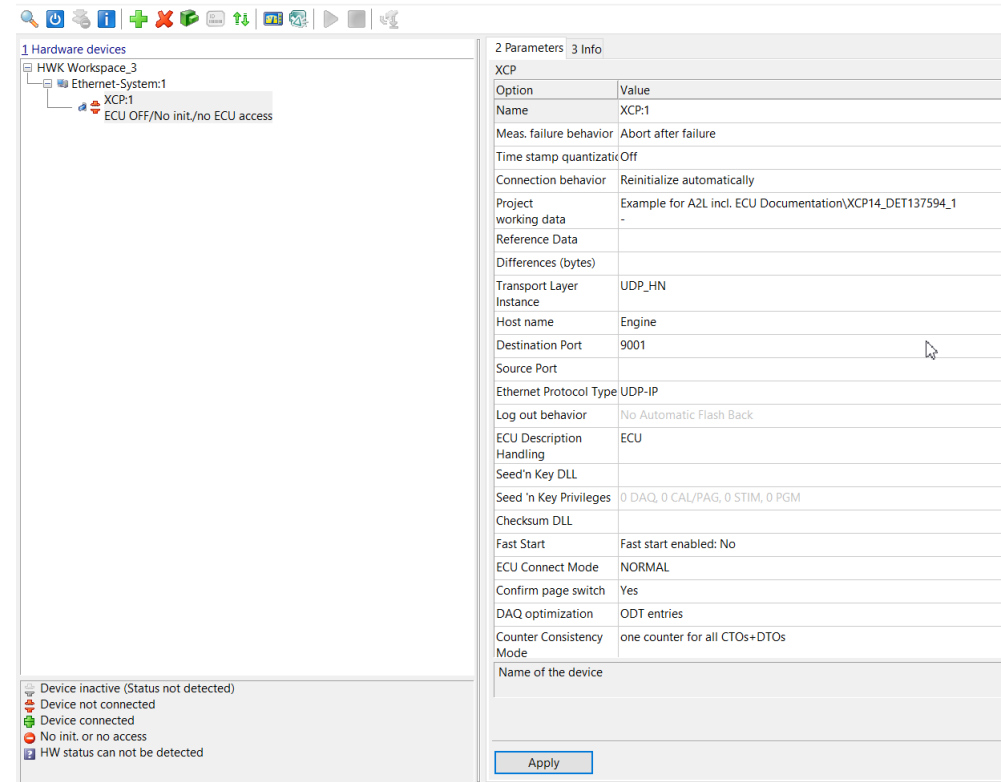 1 Hardware devices
HWK Workspace_3
Ethernet-System:1
XCP:1
ECU OFF/No init./no ECU access
Device inactive (Status not detected)
Device not connected
Device connected
No init. or no access
HW status can not be detected
2 Parameters 3 Info
XCP
Option Value
Name XCP:1
Meas. failure behavior Abort after failure
Time stamp quantizatic Off
Connection behavior Reinitialize automatically
Project Example for A2L incl. ECU Documentation\XCP14_DET137594_1
working data -
Reference Data
Differences (bytes)
Transport Layer UDP_HN
Instance
Host name Engine
Destination Port 9001
Source Port
Ethernet Protocol Type UDP-IP
Log out behavior No Automatic Flash Back
ECU Description ECU
Handling
Seed'n Key DLL
Seed 'n Key Privileges 0 DAQ, 0 CAL/PAG, 0 STIM, 0 PGM
Checksum DLL
Fast Start Fast start enabled: No
ECU Connect Mode NORMAL
Confirm page switch Yes
DAQ optimization ODT entries
Counter Consistency one counter for all CTOs+DTOs
Mode
Name of the device
Apply